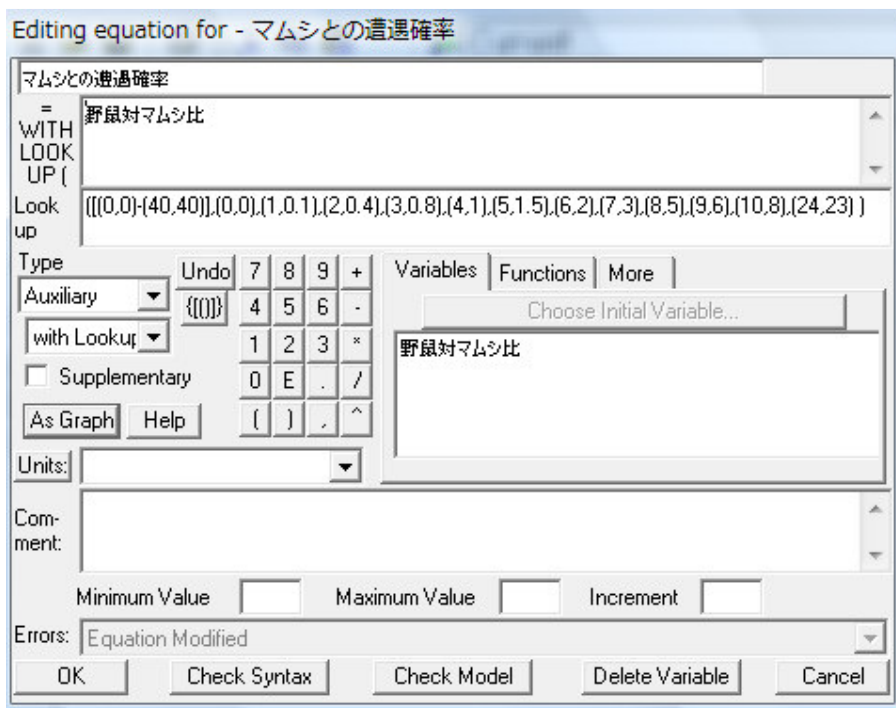 Editing equation for - マムシとの遭遇確率
マムシとの遭遇確率
=
WITH
LOOK
UP (
野鼠対マムシ比
Look
up
([[(0,0)-(40,40)],(0,0),(1,0.1),(2,0.4),(3,0.8),(4,1),(5,1.5),(6,2),(7,3),(8,5),(9,6),(10,8),(24,23) )
Type
Undo 7 8 9 +
Variables Functions More
Auxiliary
{[()]} 4 5 6 -
Choose Initial Variable...
with Lookup
1 2 3 *
野鼠対マムシ比
Supplementary
0 E . /
As Graph Help ( ) , ^
Units:
Com-
ment:
Minimum Value Maximum Value Increment
Errors: Equation Modified
OK Check Syntax Check Model Delete Variable Cancel